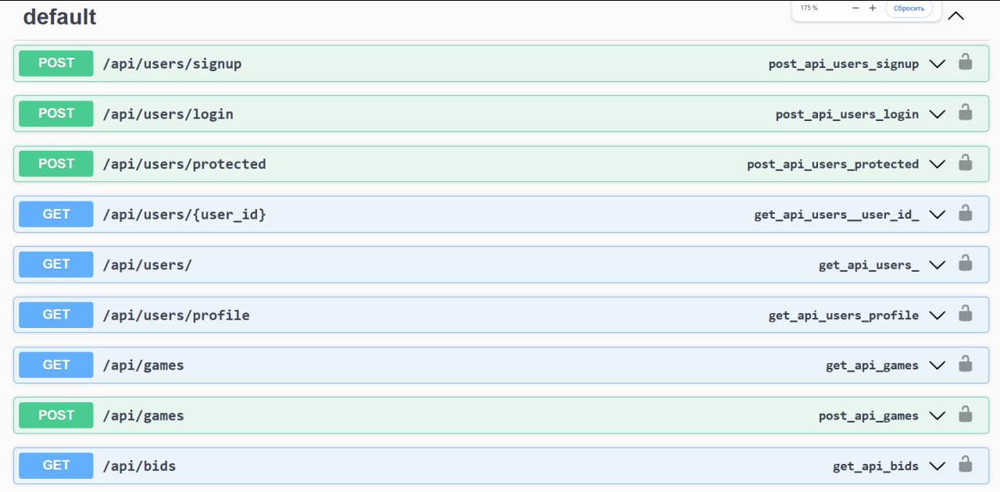 default
175 % − + Сбросить
POST /api/users/signup post_api_users_signup
POST /api/users/login post_api_users_login
POST /api/users/protected post_api_users_protected
GET /api/users/{user_id} get_api_users__user_id_
GET /api/users/ get_api_users_
GET /api/users/profile get_api_users_profile
GET /api/games get_api_games
POST /api/games post_api_games
GET /api/bids get_api_bids